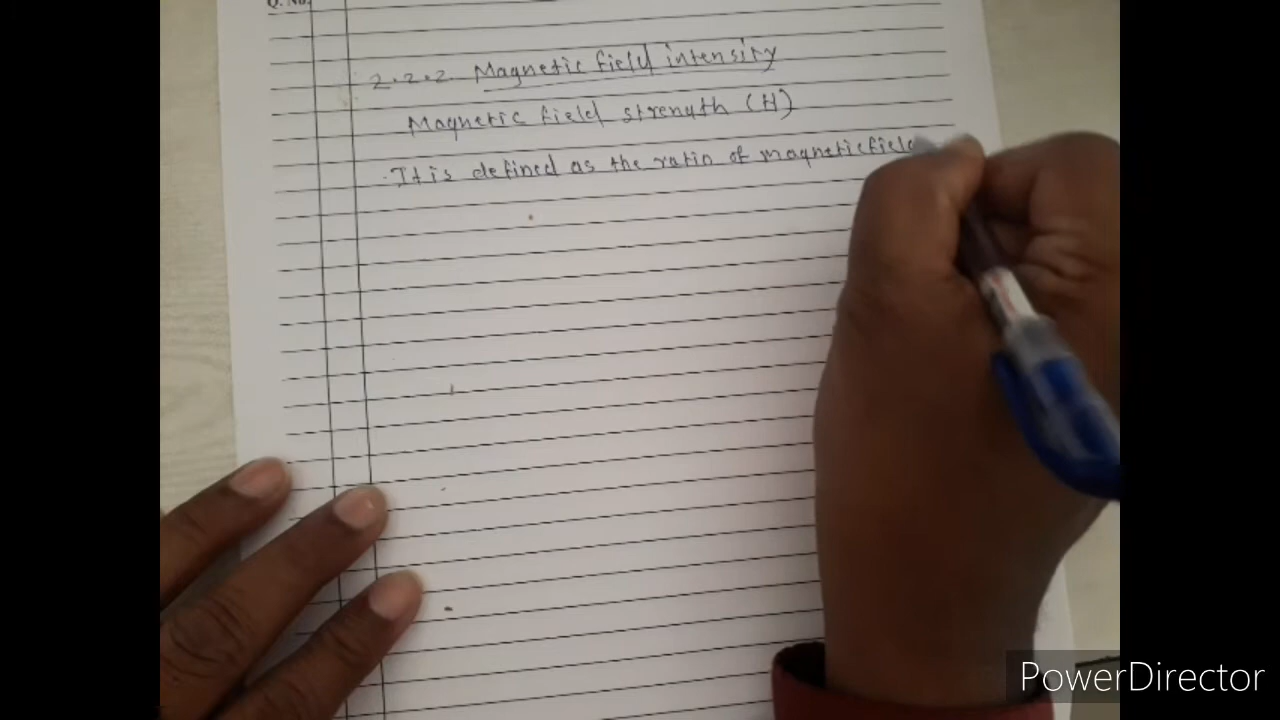 Q. No.
2.2.2. Magnetic field intensity
Magnetic field strength (H)
. It is defined as the ratio of magnetic field
PowerDirector